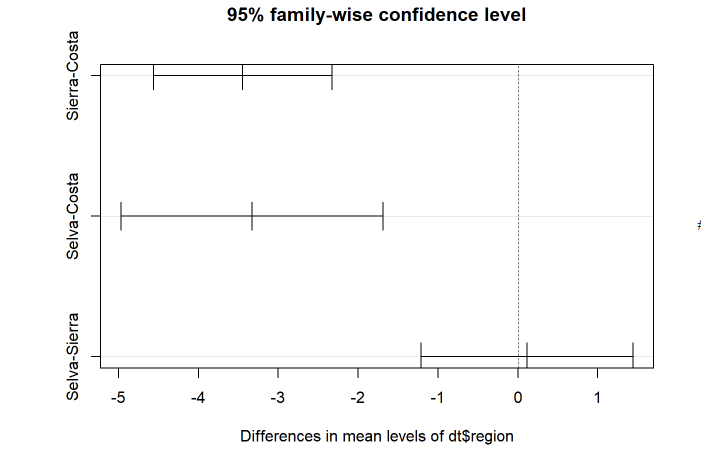 95% family-wise confidence level
Sierra-Costa
Selva-Costa
Selva-Sierra
-5 -4 -3 -2 -1 0 1
Differences in mean levels of dt$region
#